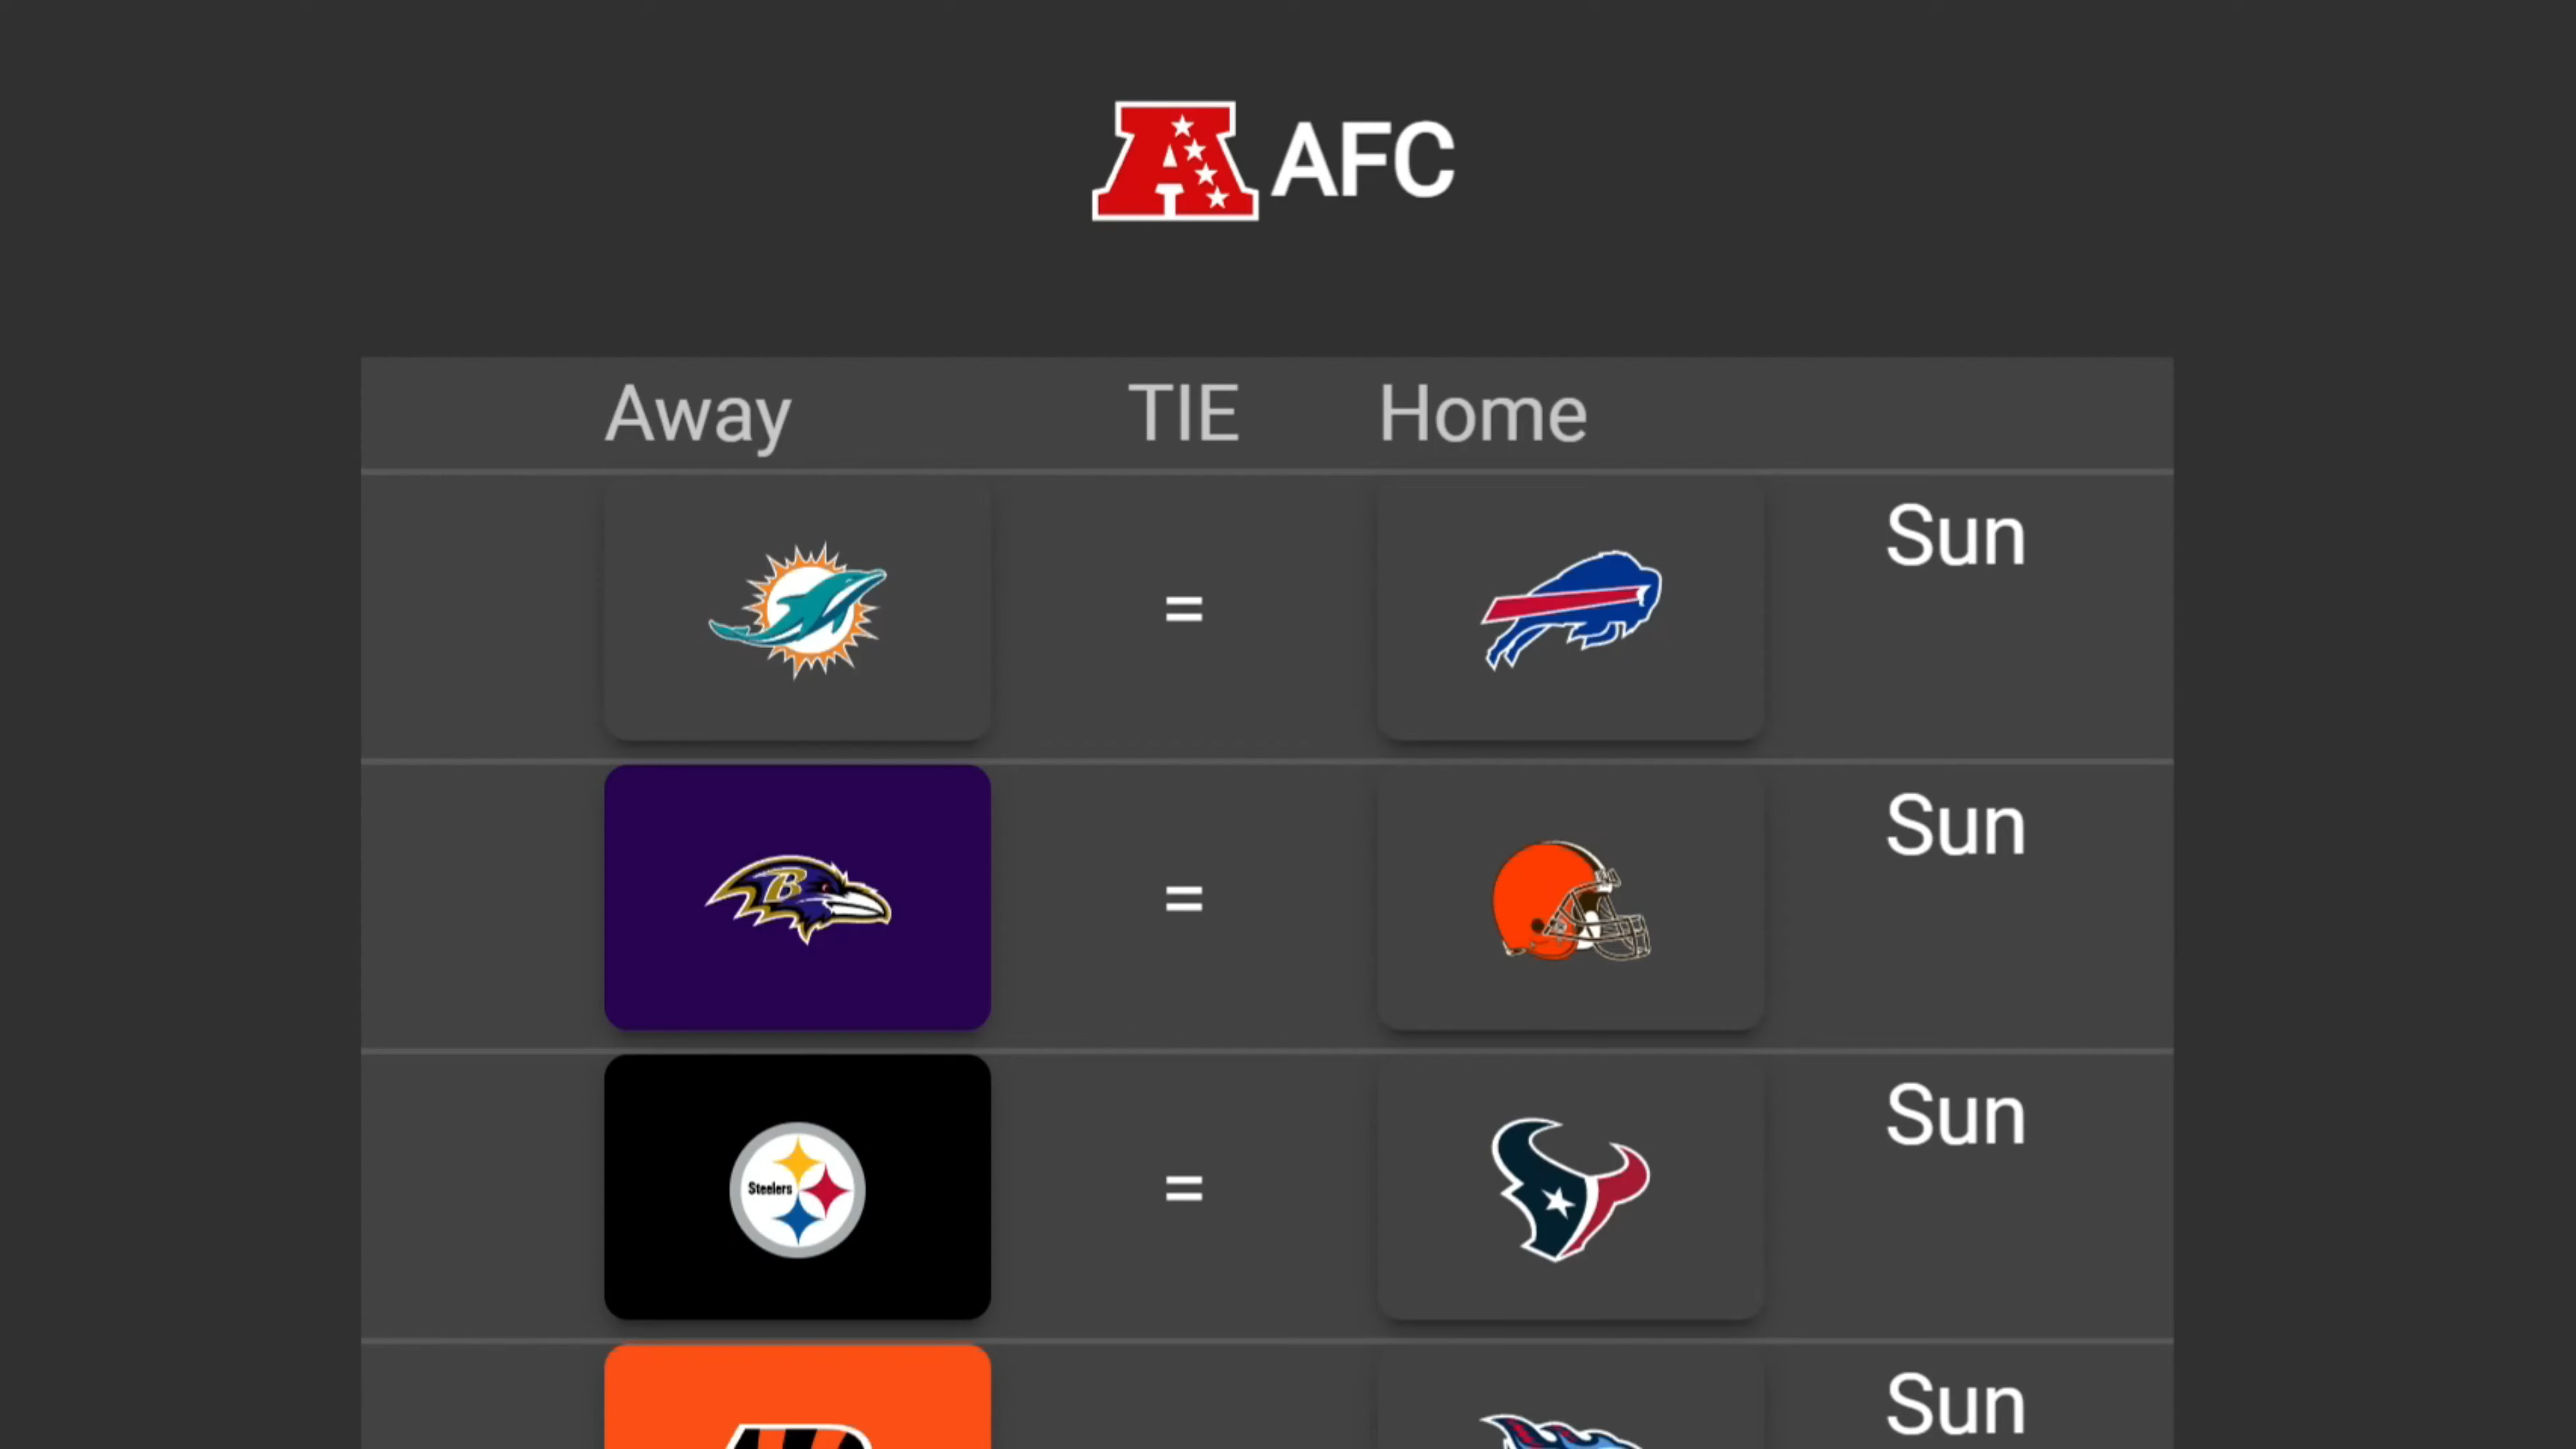 AFC
Away TIE Home
= Sun
B = Sun
Steelers = Sun
Sun